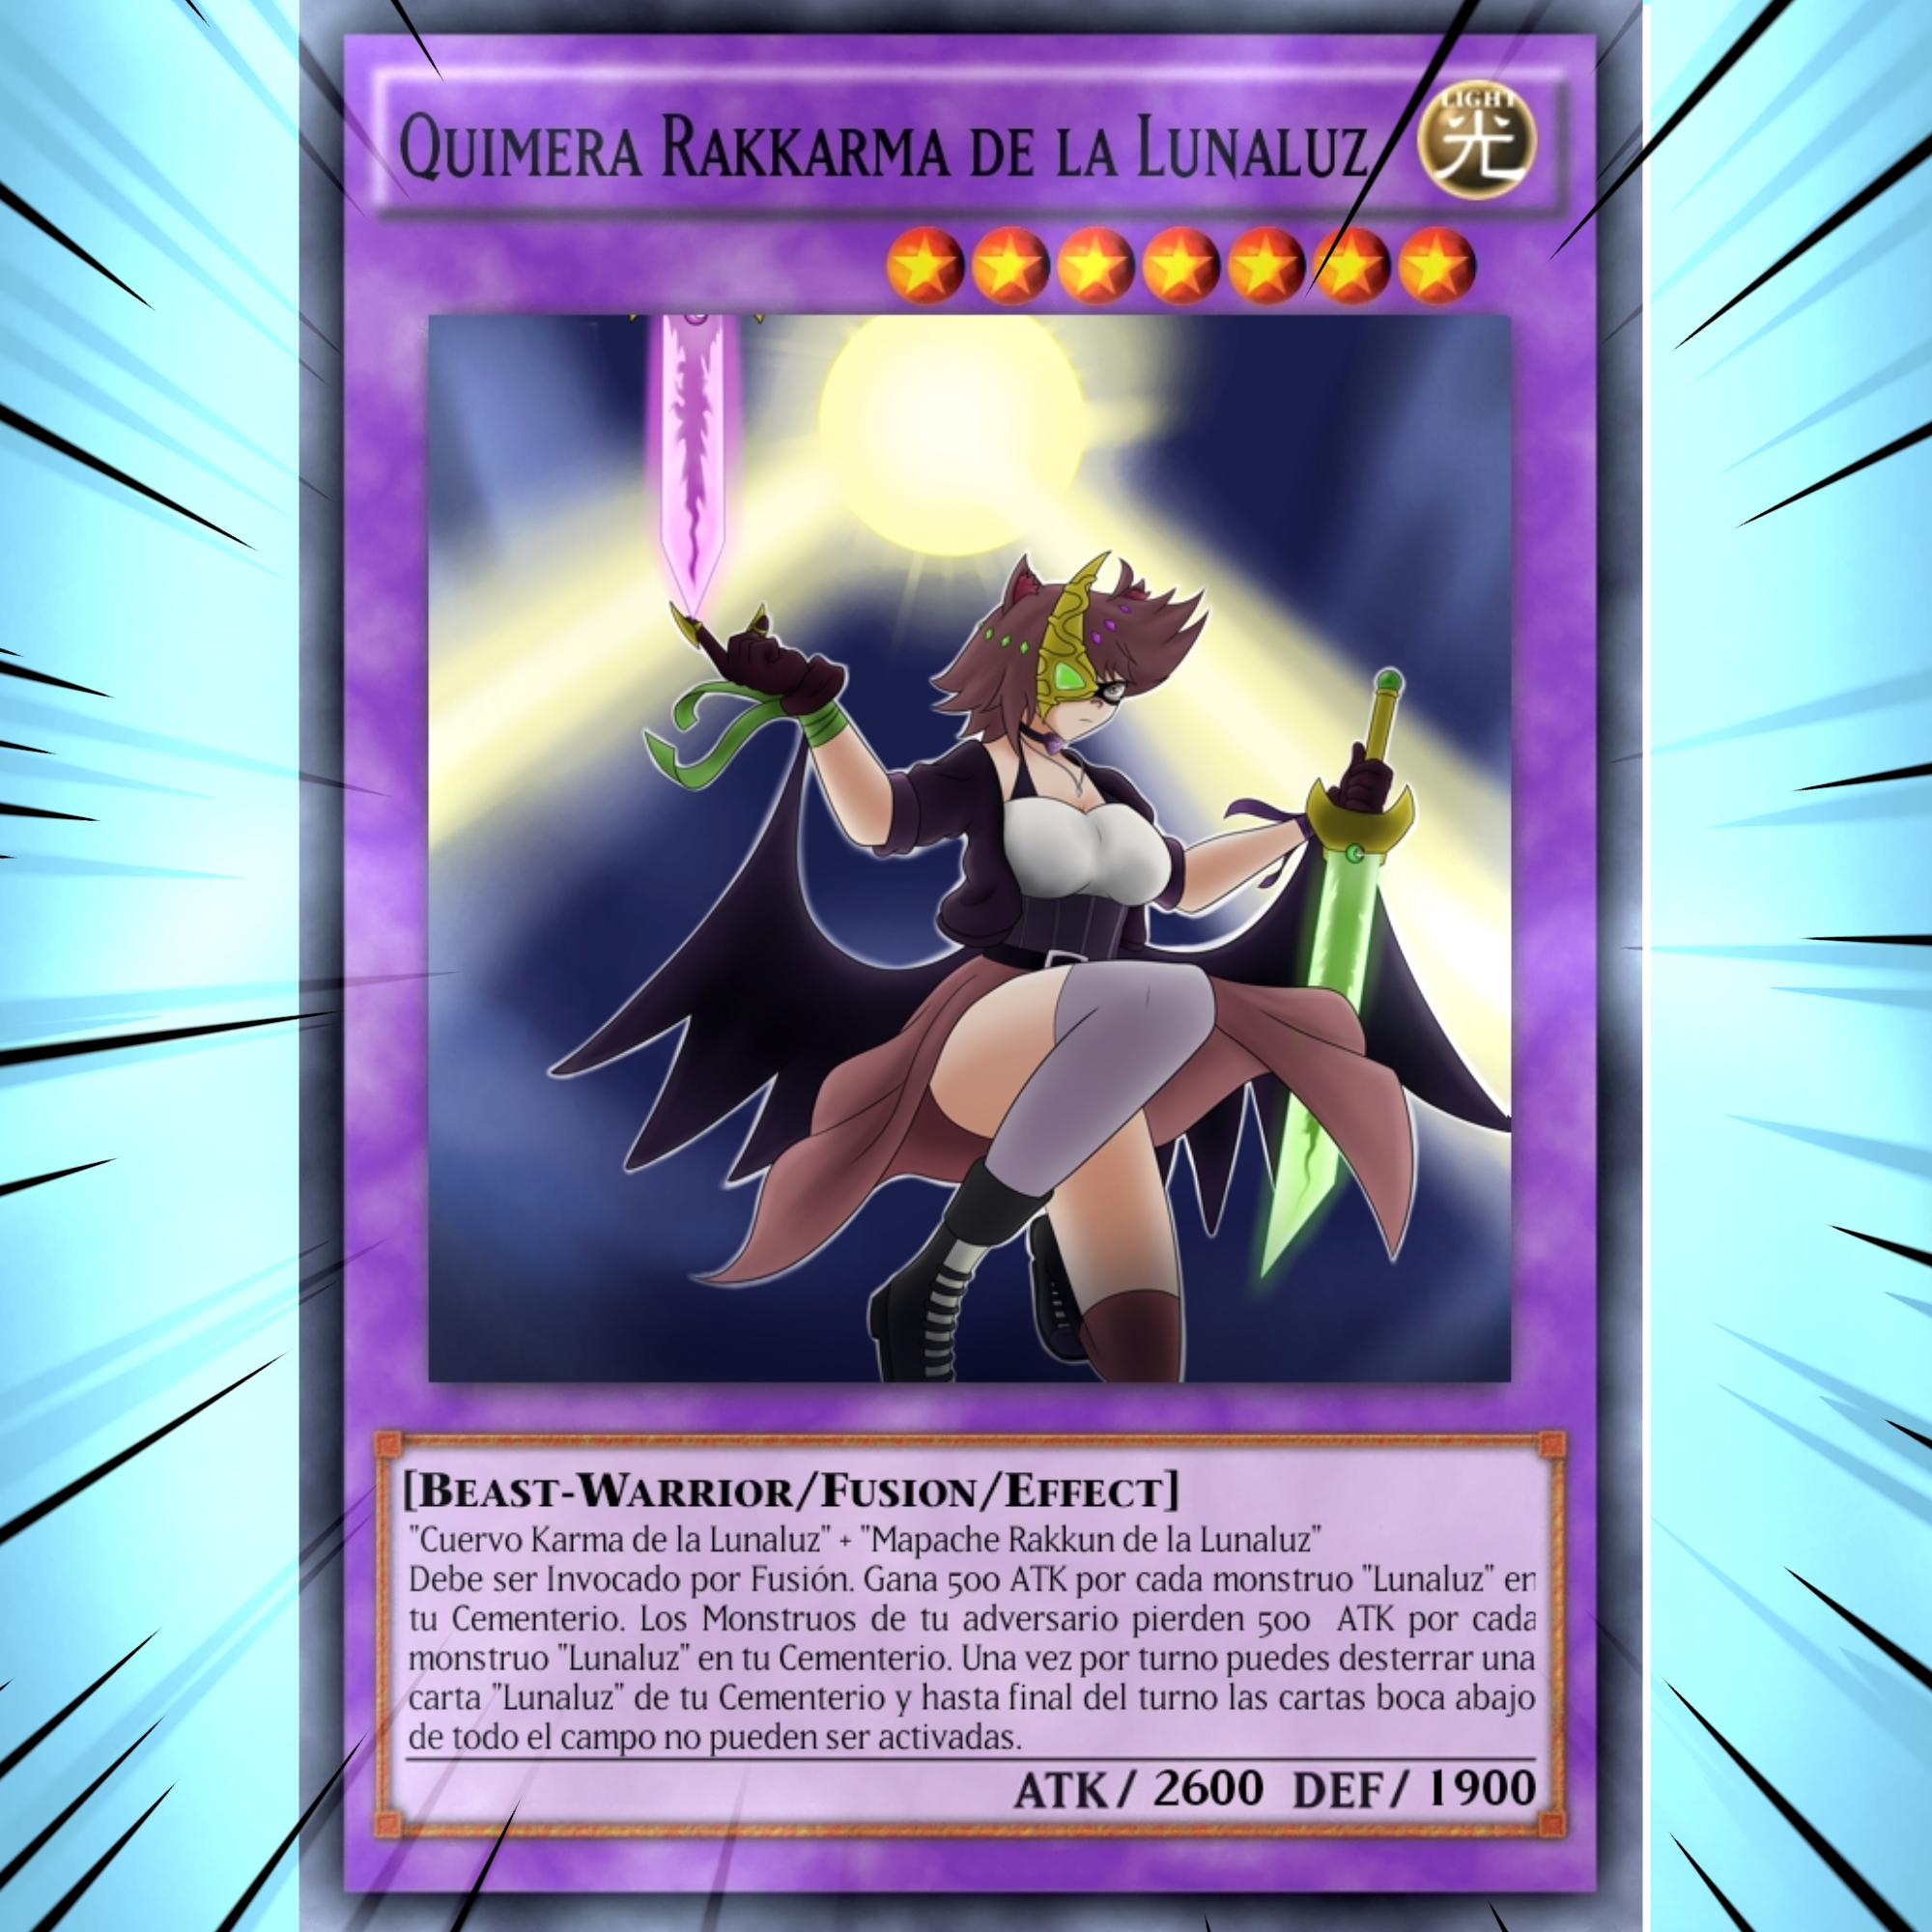 Quimera Rakkarma de la Lunaluz
LIGHT
光
[Beast-Warrior/Fusion/Effect]
"Cuervo Karma de la Lunaluz" + "Mapache Rakkun de la Lunaluz"
Debe ser Invocado por Fusión. Gana 500 ATK por cada monstruo "Lunaluz" en
tu Cementerio. Los Monstruos de tu adversario pierden 500 ATK por cada
monstruo "Lunaluz" en tu Cementerio. Una vez por turno puedes desterrar una
carta "Lunaluz" de tu Cementerio y hasta final del turno las cartas boca abajo
de todo el campo no pueden ser activadas.
ATK/ 2600 DEF/ 1900